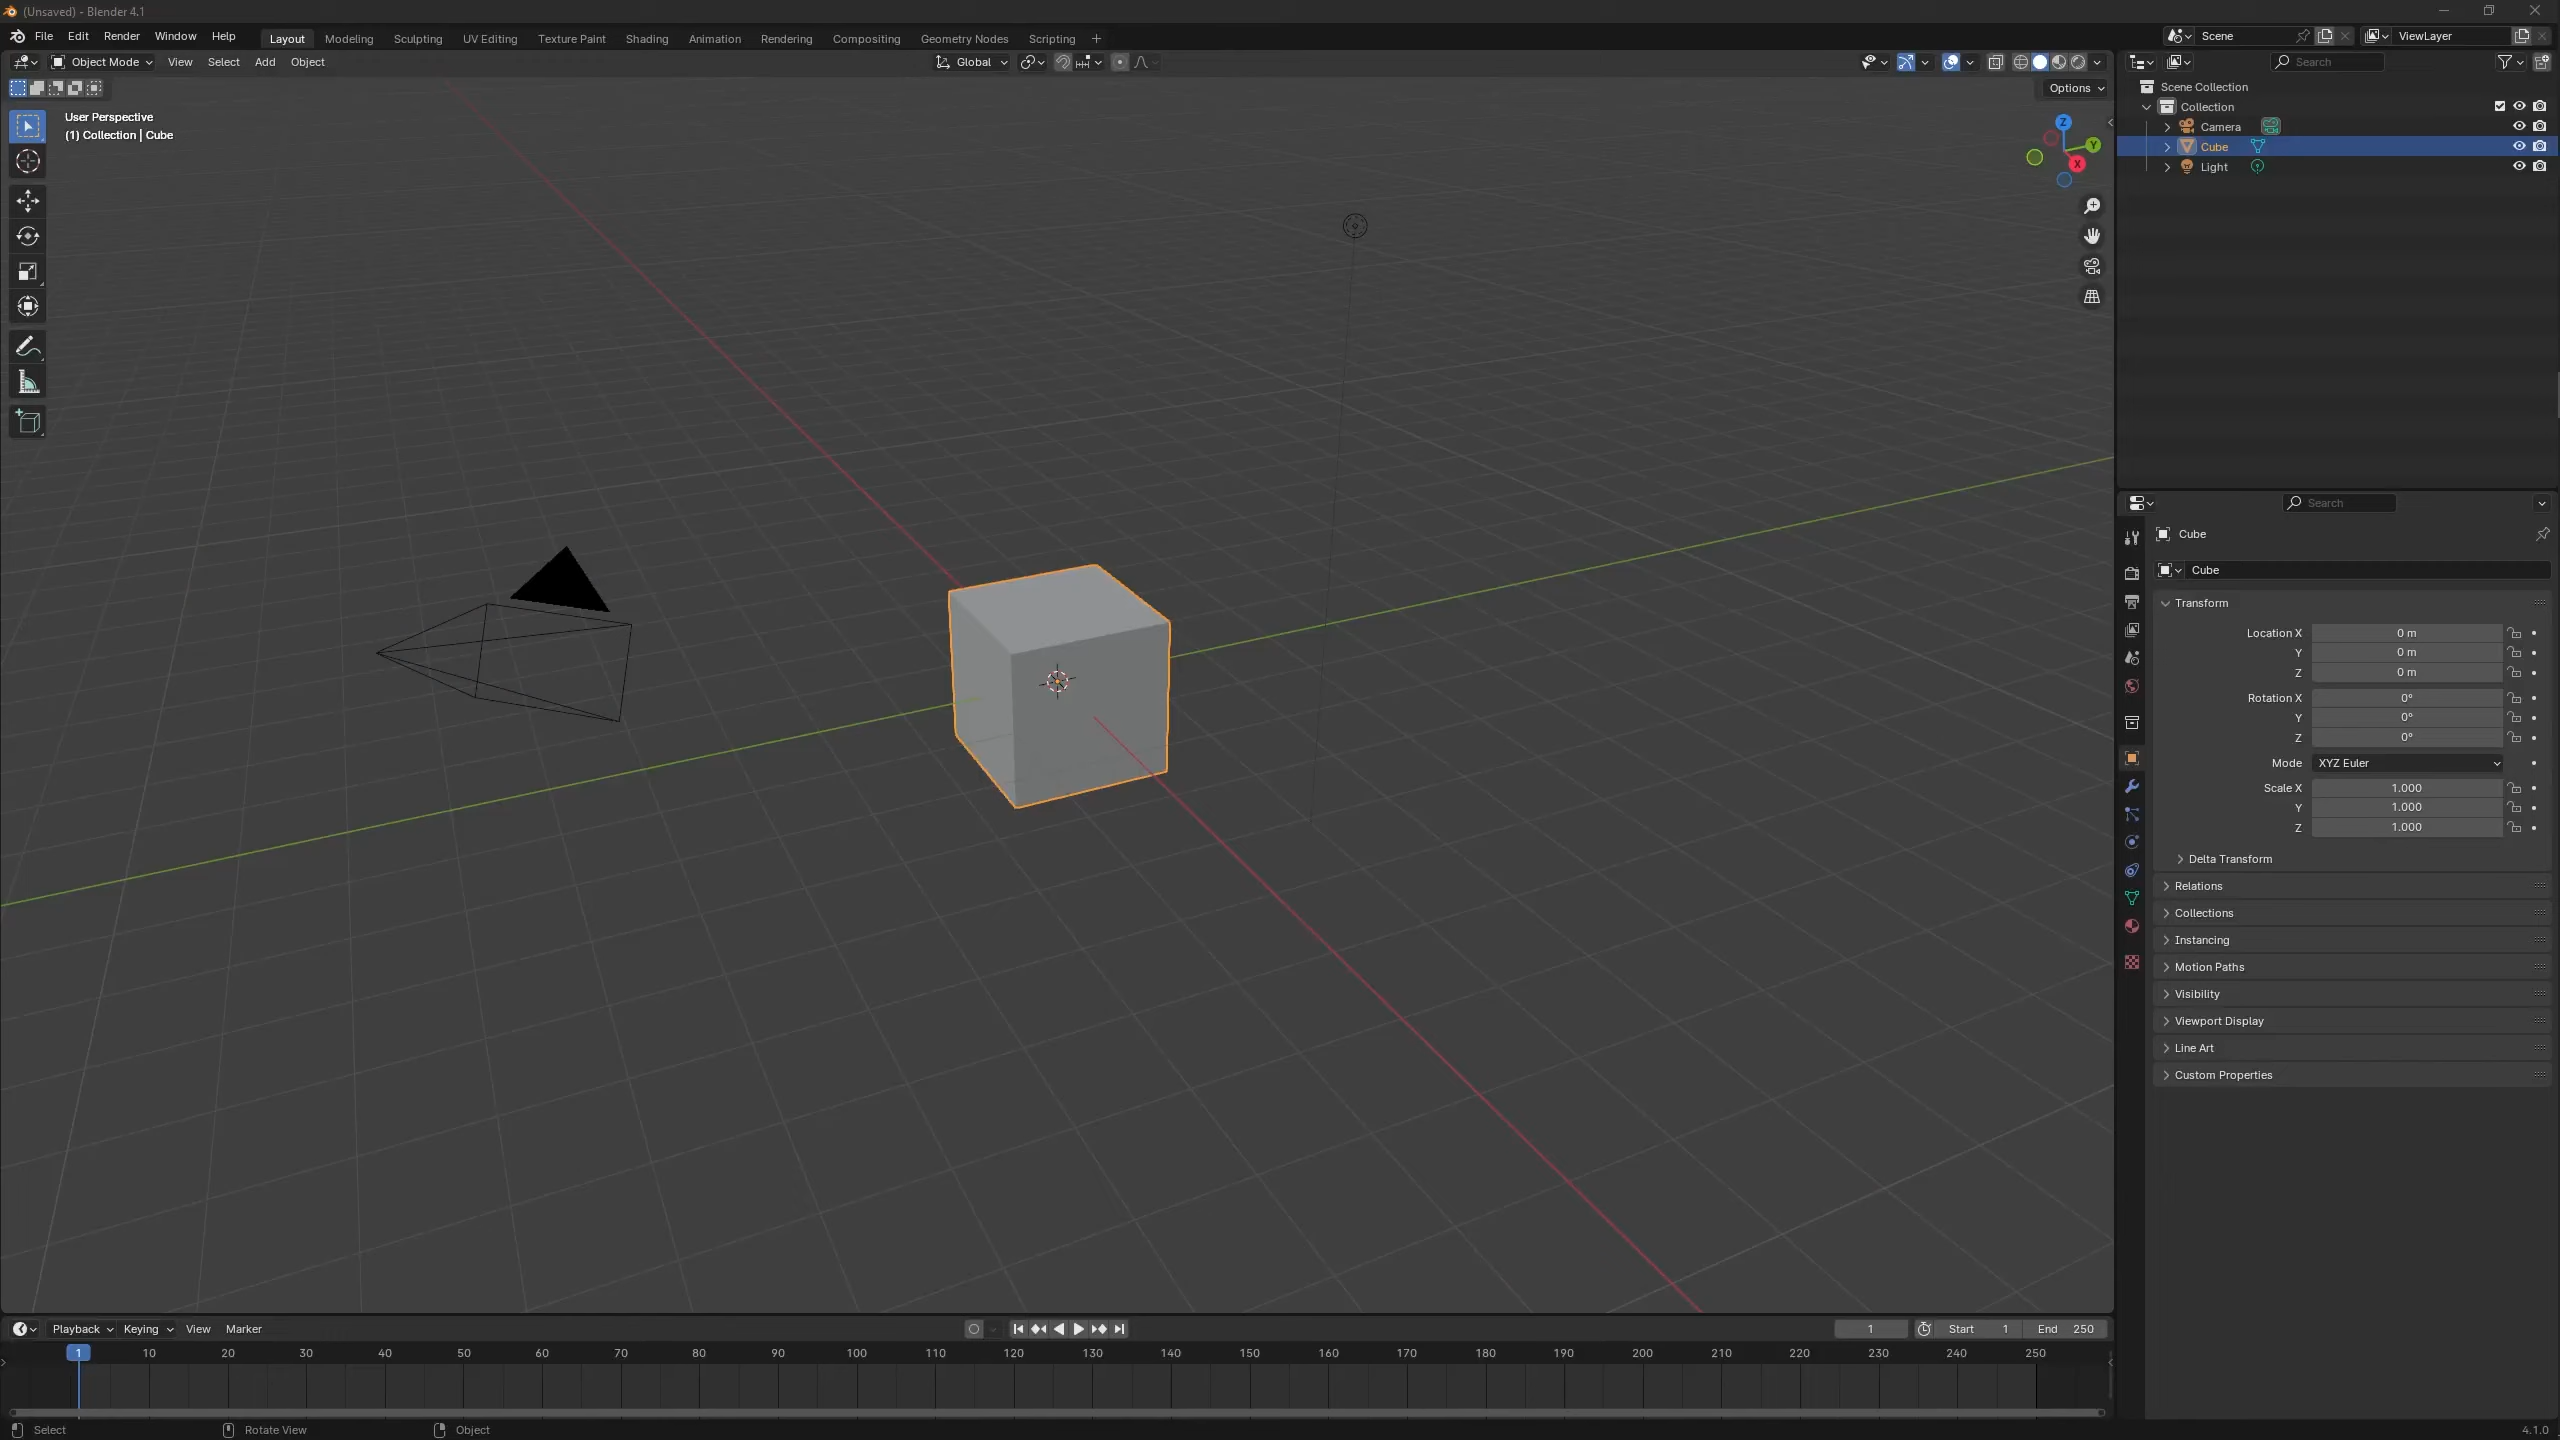 (Unsaved) - Blender 4.1
File Edit Render Window Help Layout Modeling Sculpting UV Editing Texture Paint Shading Animation Rendering Compositing Geometry Nodes Scripting + Scene ViewLayer
Object Mode View Select Add Object Global
Options
User Perspective
(1) Collection | Cube
Z
Y
X
Search
Scene Collection
Collection
Camera
Cube
Light
Search
Cube
Cube
Transform
Location X 0 m
Y 0 m
Z 0 m
Rotation X 0°
Y 0°
Z 0°
Mode XYZ Euler
Scale X 1.000
Y 1.000
Z 1.000
Delta Transform
Relations
Collections
Instancing
Motion Paths
Visibility
Viewport Display
Line Art
Custom Properties
Playback Keying View Marker 1 Start 1 End 250
1 10 20 30 40 50 60 70 80 90 100 110 120 130 140 150 160 170 180 190 200 210 220 230 240 250
Select Rotate View Object 4.1.0